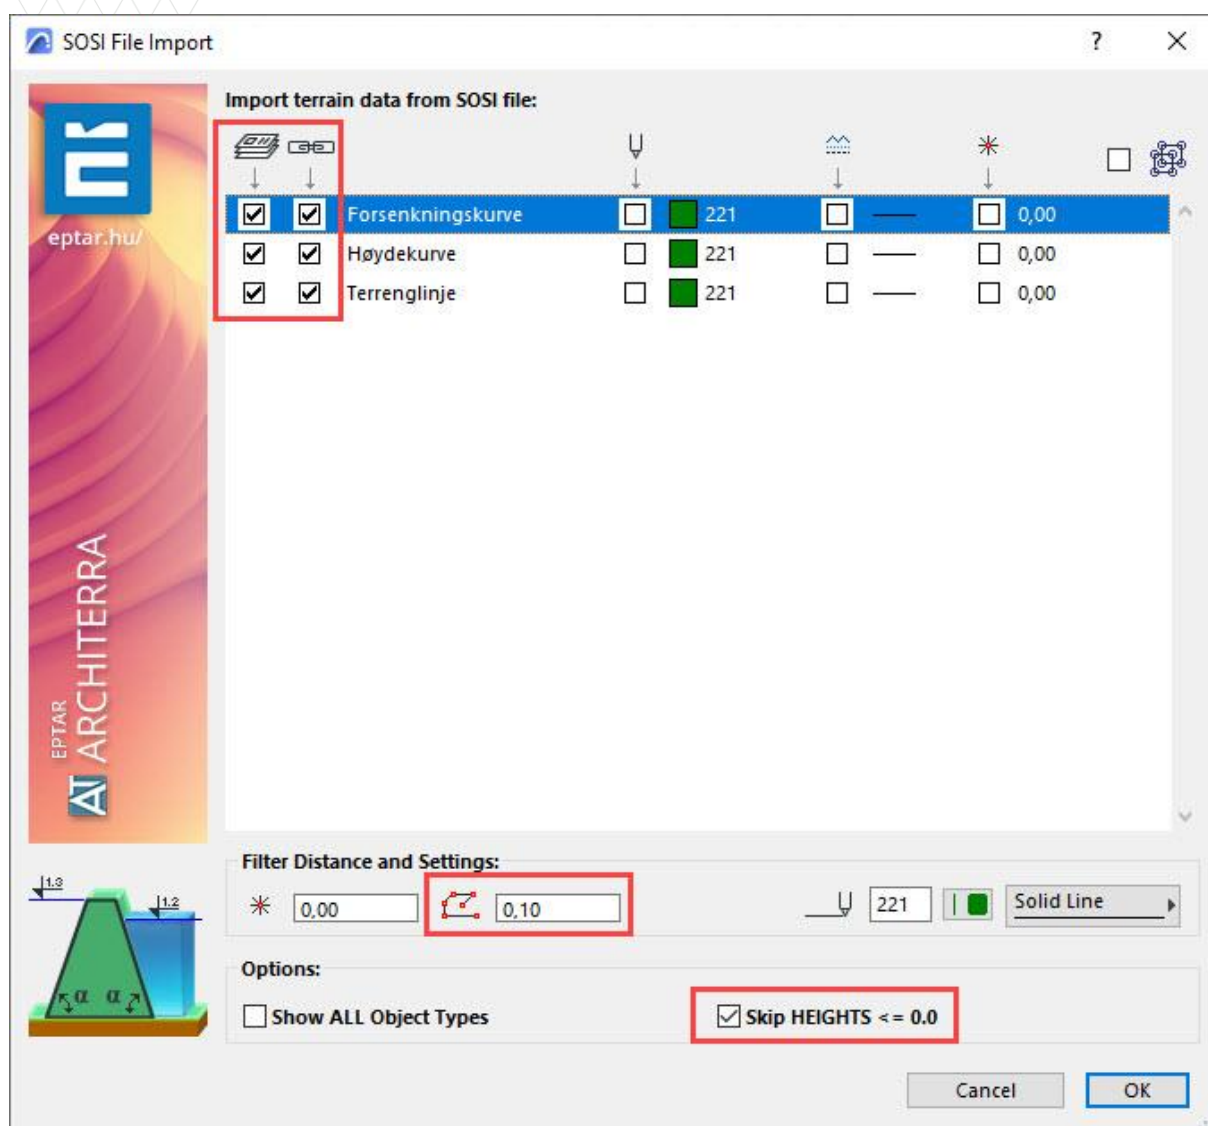 SOSI File Import ?
Import terrain data from SOSI file:
eptar.hu/
Forsenkningskurve 221 0,00
Høydekurve 221 0,00
Terrenglinje 221 0,00
EPTAR
AT ARCHITERRA
Filter Distance and Settings:
0,00 0,10 221 Solid Line
1.3
1.2
α α
Options:
Show ALL Object Types Skip HEIGHTS <= 0.0
Cancel OK